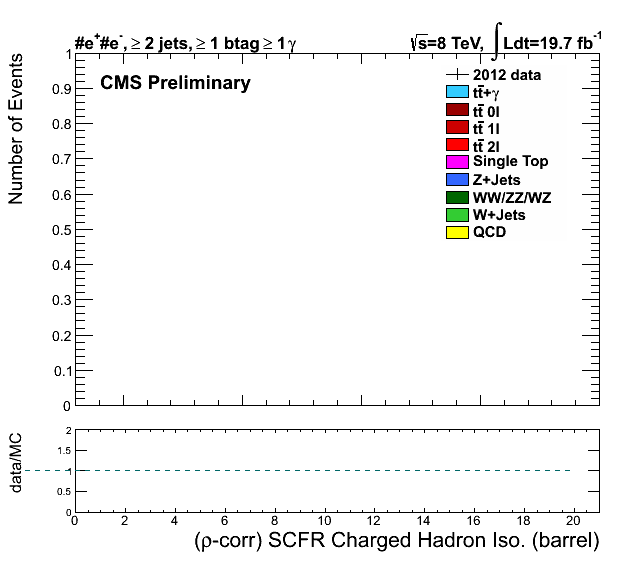 #e⁺#e⁻, ≥ 2 jets, ≥ 1 btag ≥ 1γ
√s=8 TeV, ∫Ldt=19.7 fb⁻¹
CMS Preliminary
2012 data
tt̄+γ
tt̄ 0l
tt̄ 1l
tt̄ 2l
Single Top
Z+Jets
WW/ZZ/WZ
W+Jets
QCD
Number of Events
1
0.9
0.8
0.7
0.6
0.5
0.4
0.3
0.2
0.1
0
data/MC
2
1.5
1
0.5
0
0 2 4 6 8 10 12 14 16 18 20
(ρ-corr) SCFR Charged Hadron Iso. (barrel)